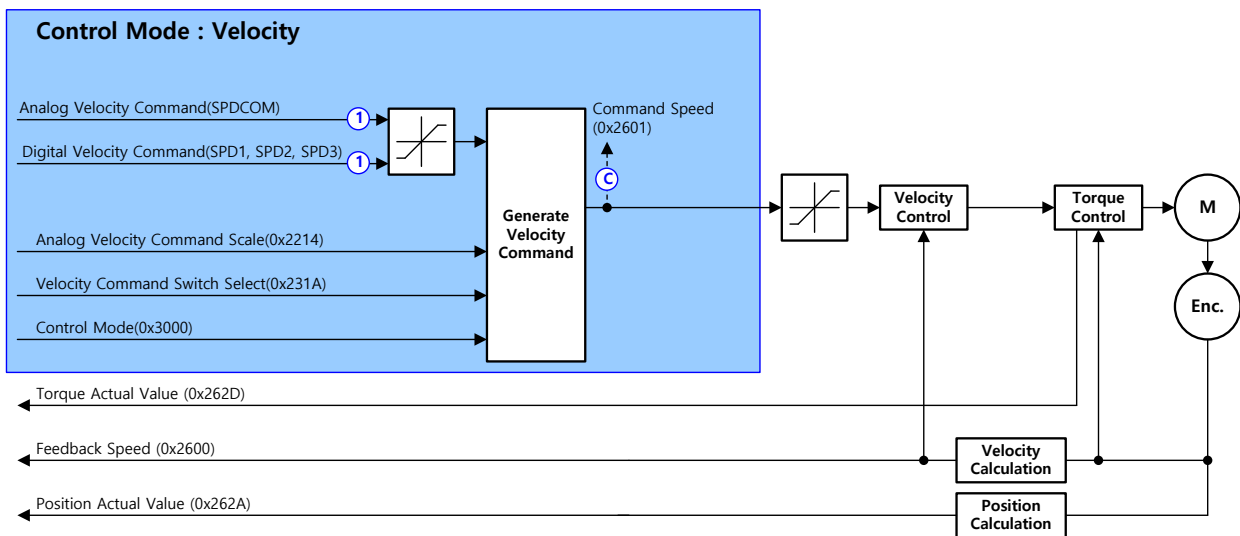 Control Mode : Velocity
Analog Velocity Command(SPDCOM)
1
Digital Velocity Command(SPD1, SPD2, SPD3)
1
Analog Velocity Command Scale(0x2214)
Velocity Command Switch Select(0x231A)
Control Mode(0x3000)
Generate
Velocity
Command
Command Speed
(0x2601)
C
Velocity
Control
Torque
Control
M
Enc.
Torque Actual Value (0x262D)
Feedback Speed (0x2600)
Velocity
Calculation
Position Actual Value (0x262A)
Position
Calculation